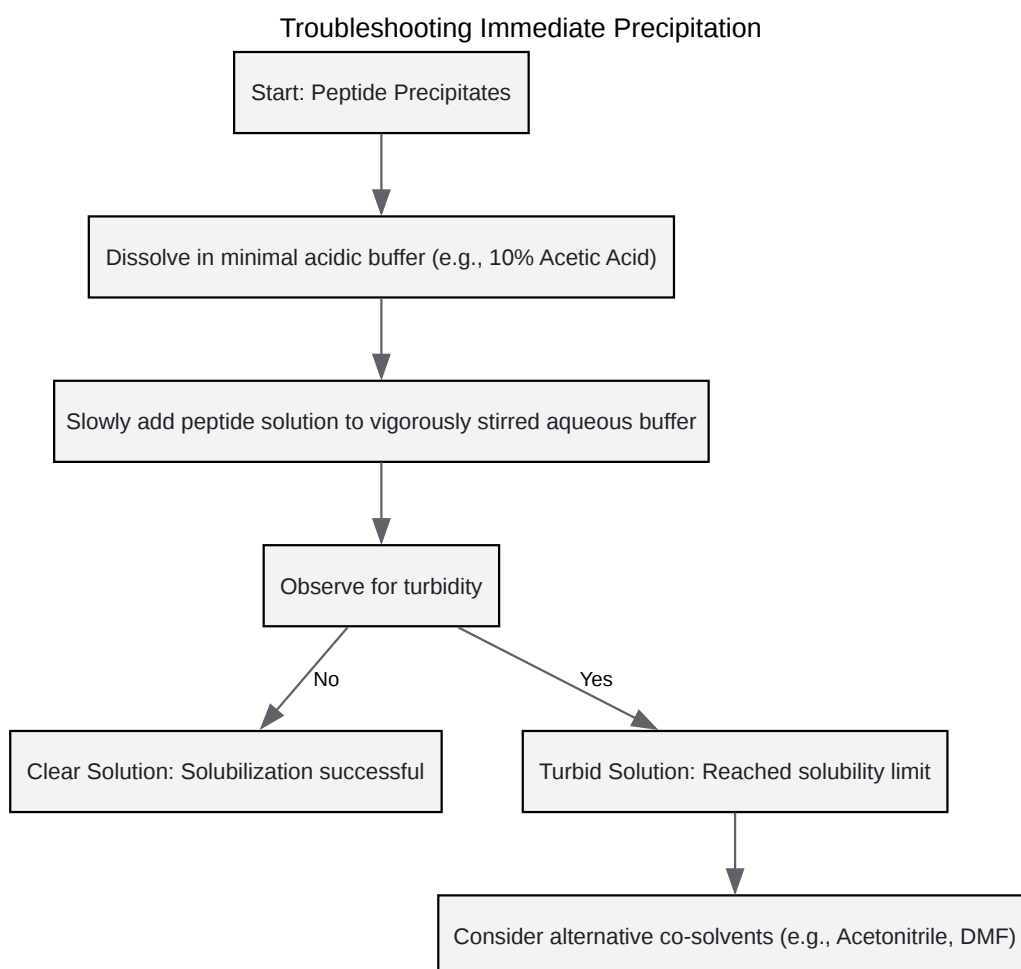 Troubleshooting Immediate Precipitation
Start: Peptide Precipitates
Dissolve in minimal acidic buffer (e.g., 10% Acetic Acid)
Slowly add peptide solution to vigorously stirred aqueous buffer
Observe for turbidity
No
Yes
Clear Solution: Solubilization successful
Turbid Solution: Reached solubility limit
Consider alternative co-solvents (e.g., Acetonitrile, DMF)